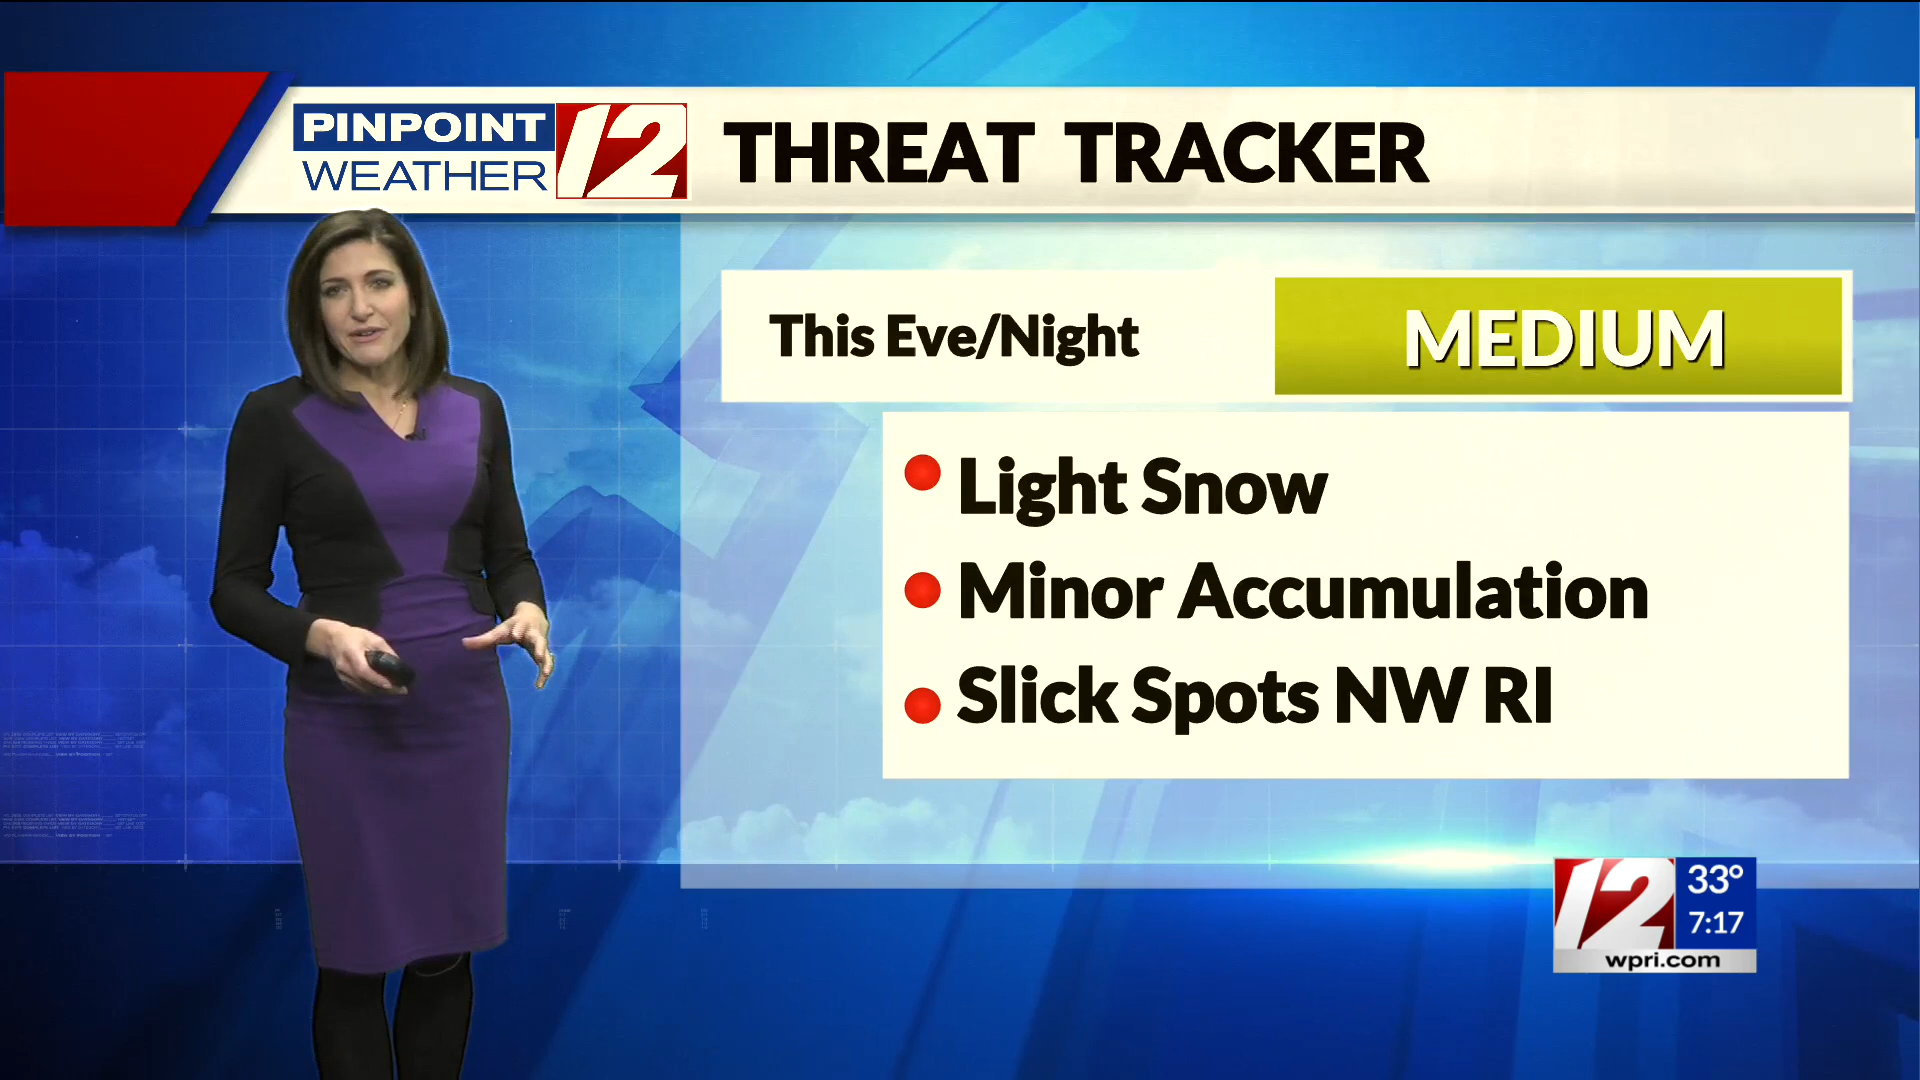 PINPOINT
WEATHER
12
THREAT TRACKER
This Eve/Night
MEDIUM
Light Snow
Minor Accumulation
Slick Spots NW RI
12
33°
7:17
wpri.com